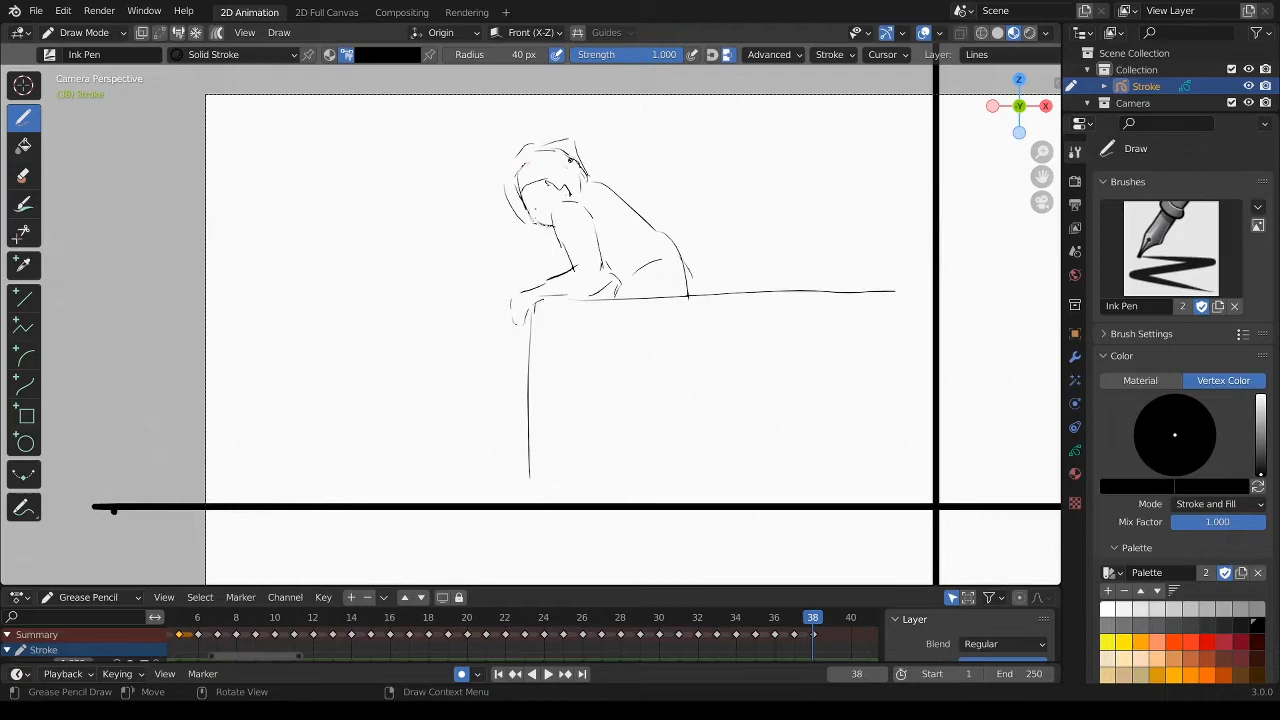 File Edit Render Window Help 2D Animation 2D Full Canvas Compositing Rendering + Scene View Layer
Draw Mode View Draw Origin Front (X-Z) Guides
Ink Pen Solid Stroke Radius 40 px Strength 1.000 Advanced Stroke Cursor Layer: Lines
Camera Perspective
(38) Stroke
Z
Y
X
Scene Collection
Collection
Stroke
Camera
Draw
Brushes
Ink Pen 2
Brush Settings
Color
Material Vertex Color
Mode Stroke and Fill
Mix Factor 1.000
Palette
Palette 2
Grease Pencil View Select Marker Channel Key
6 8 10 12 14 16 18 20 22 24 26 28 30 32 34 36 38 40
Summary
Stroke
Layer
Blend Regular
Playback Keying View Marker 38 Start 1 End 250
Grease Pencil Draw Move Rotate View Draw Context Menu 3.0.0